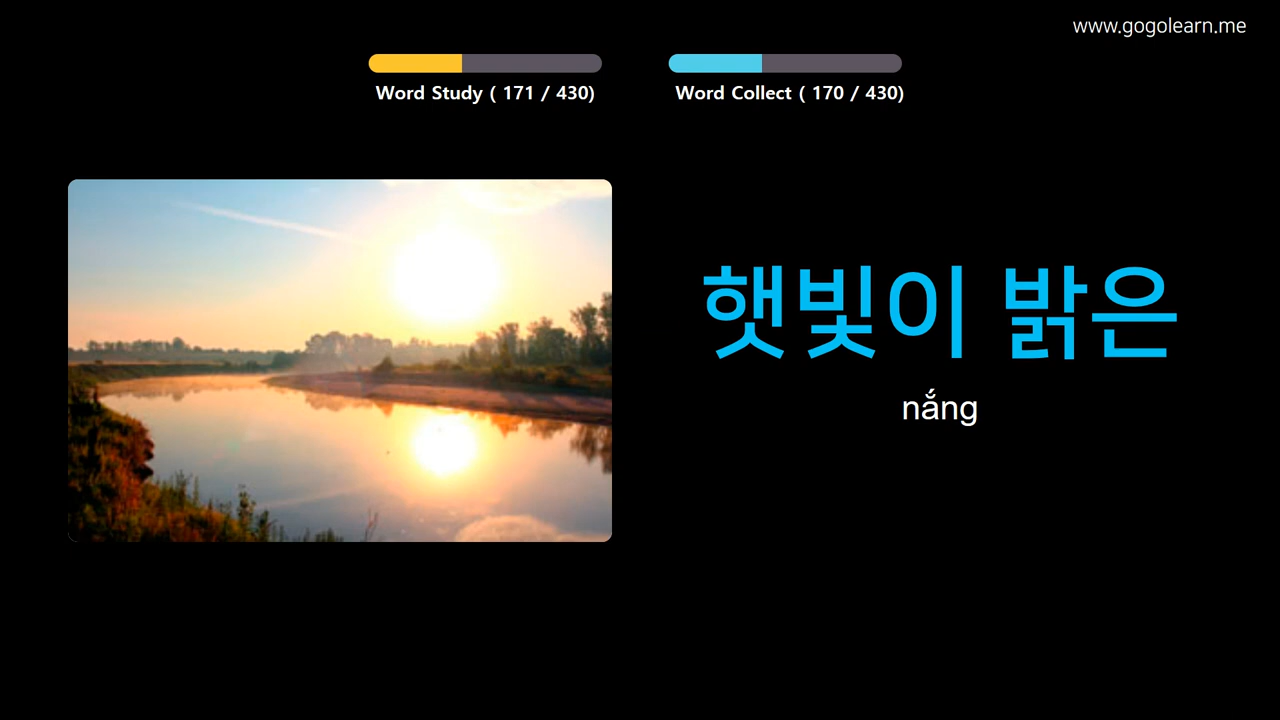 www.gogolearn.me
Word Study ( 171 / 430)
Word Collect ( 170 / 430)
햇빛이 밝은
nắng